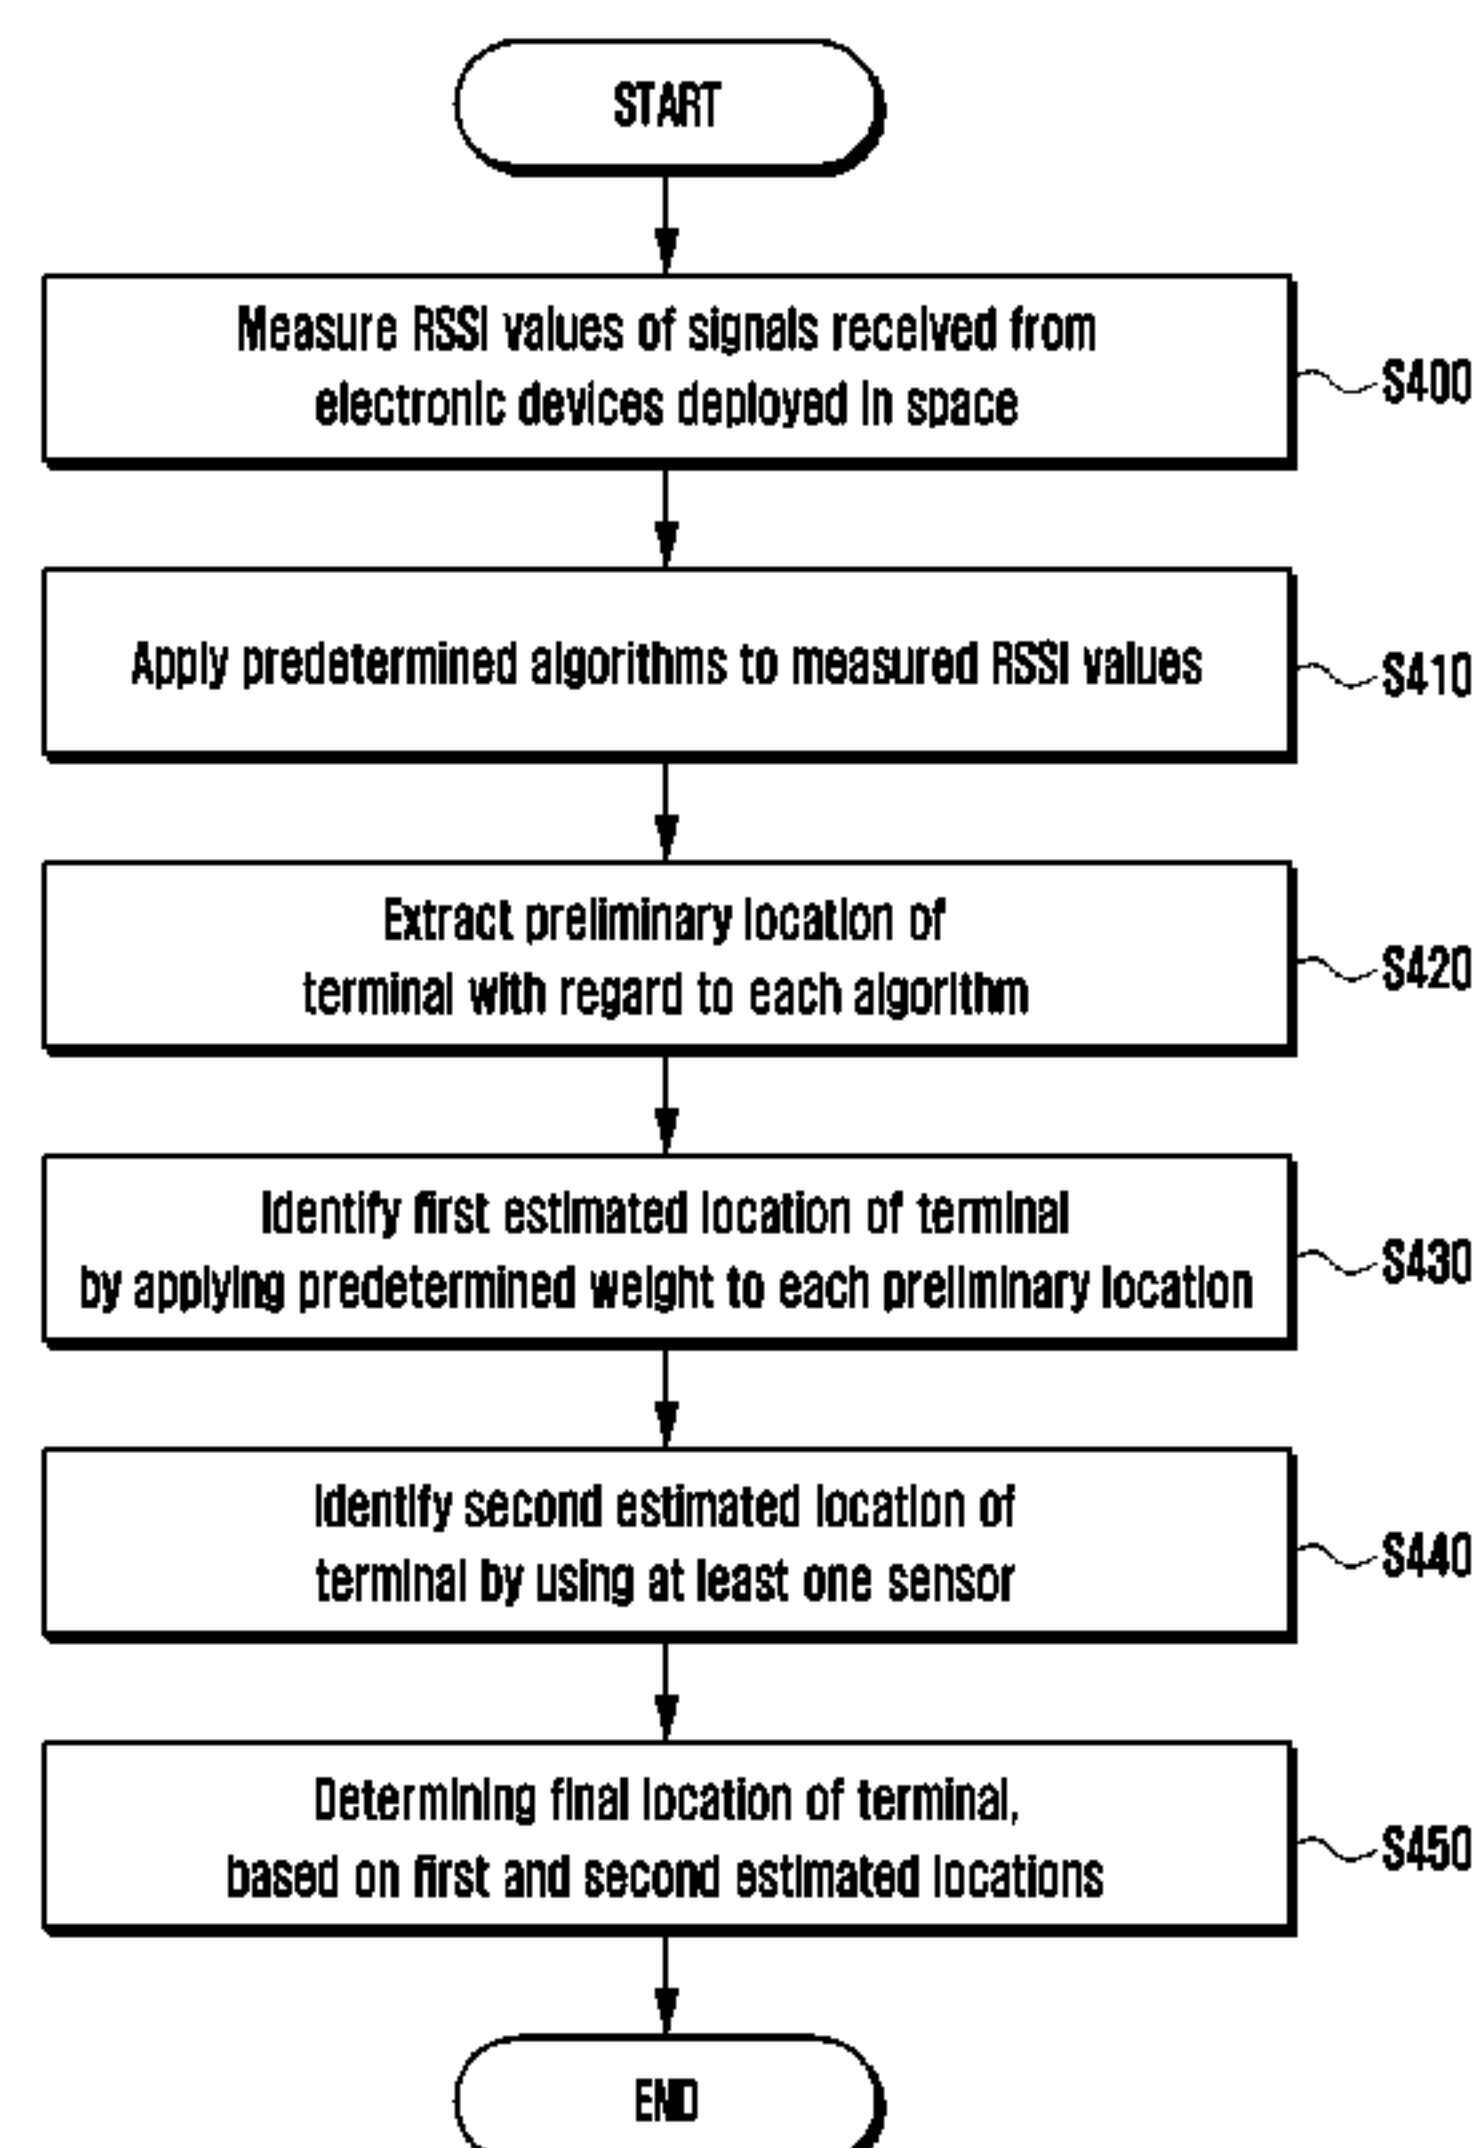 START
Measure RSSI values of signals received from
electronic devices deployed in space
S400
Apply predetermined algorithms to measured RSSI values
S410
Extract preliminary location of
terminal with regard to each algorithm
S420
Identify first estimated location of terminal
by applying predetermined weight to each preliminary location
S430
Identify second estimated location of
terminal by using at least one sensor
S440
Determining final location of terminal,
based on first and second estimated locations
S450
END